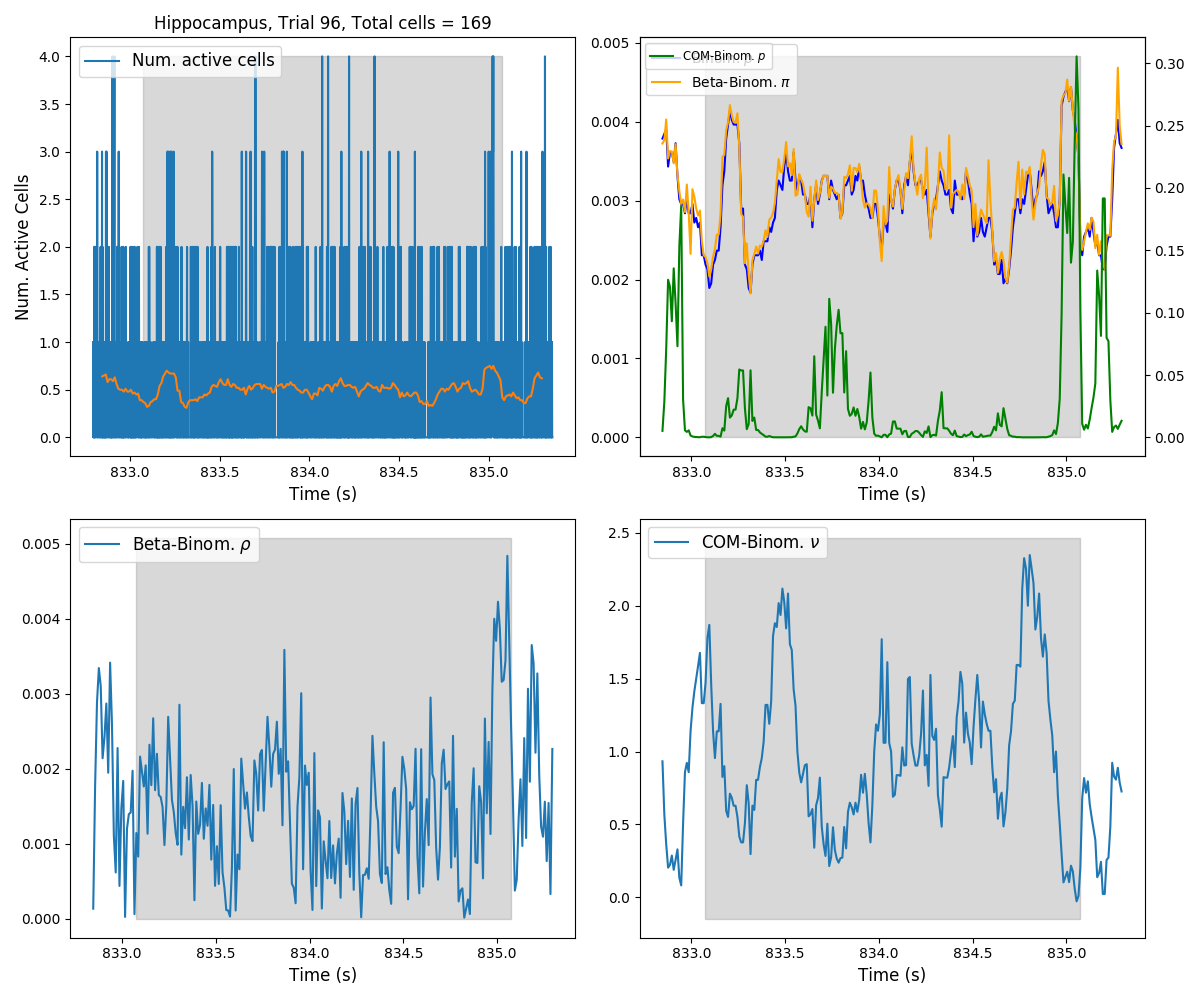 Hippocampus, Trial 96, Total cells = 169
Num. active cells
Num. Active Cells
4.0
3.5
3.0
2.5
2.0
1.5
1.0
0.5
0.0
833.0 833.5 834.0 834.5 835.0
Time (s)
COM-Binom. p
Beta-Binom. π
0.005
0.004
0.003
0.002
0.001
0.000
0.30
0.25
0.20
0.15
0.10
0.05
0.00
833.0 833.5 834.0 834.5 835.0
Time (s)
Beta-Binom. ρ
0.005
0.004
0.003
0.002
0.001
0.000
833.0 833.5 834.0 834.5 835.0
Time (s)
COM-Binom. ν
2.5
2.0
1.5
1.0
0.5
0.0
833.0 833.5 834.0 834.5 835.0
Time (s)